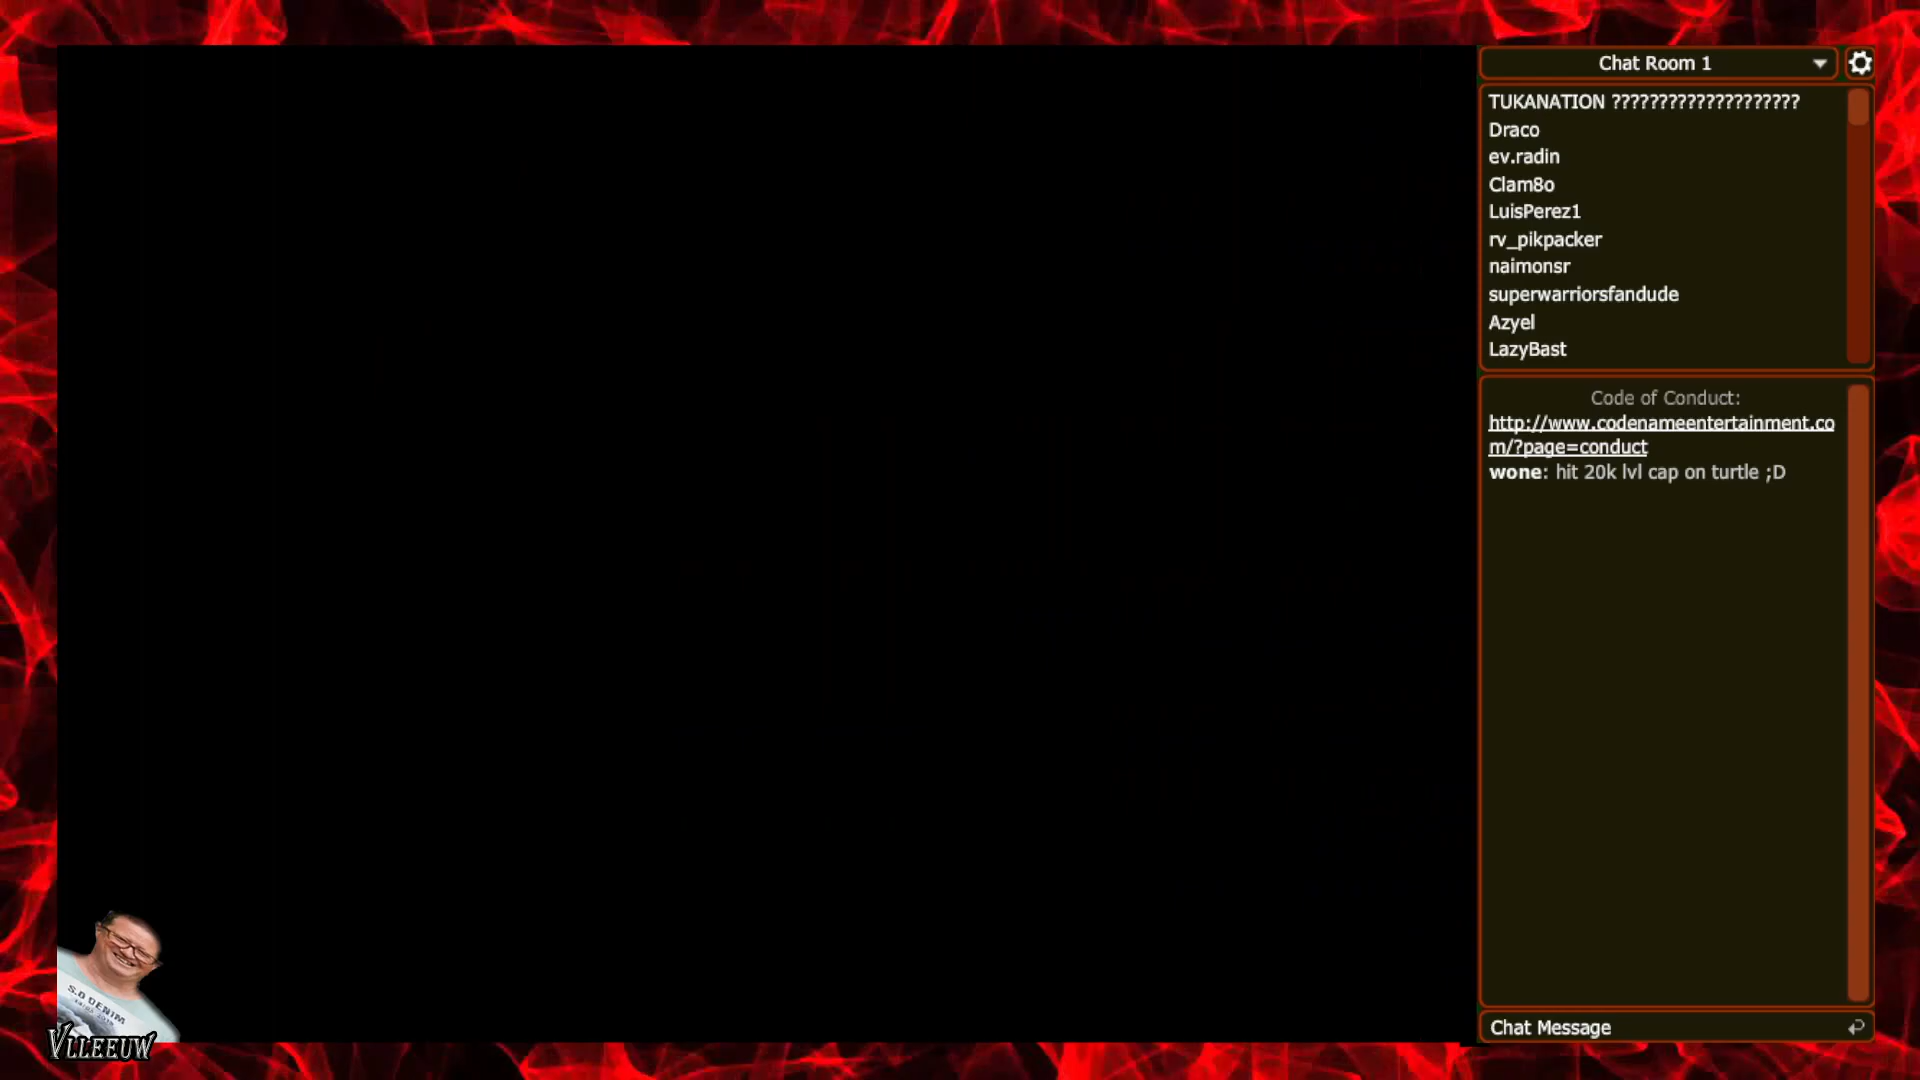 Chat Room 1
TUKANATION ????????????????????
Draco
ev.radin
Clam8o
LuisPerez1
rv_pikpacker
naimonsr
superwarriorsfandude
Azyel
LazyBast
Code of Conduct:
http://www.codenameentertainment.co
m/?page=conduct
wone: hit 20k lvl cap on turtle ;D
Chat Message
S.D DENIM
VLLEEUW